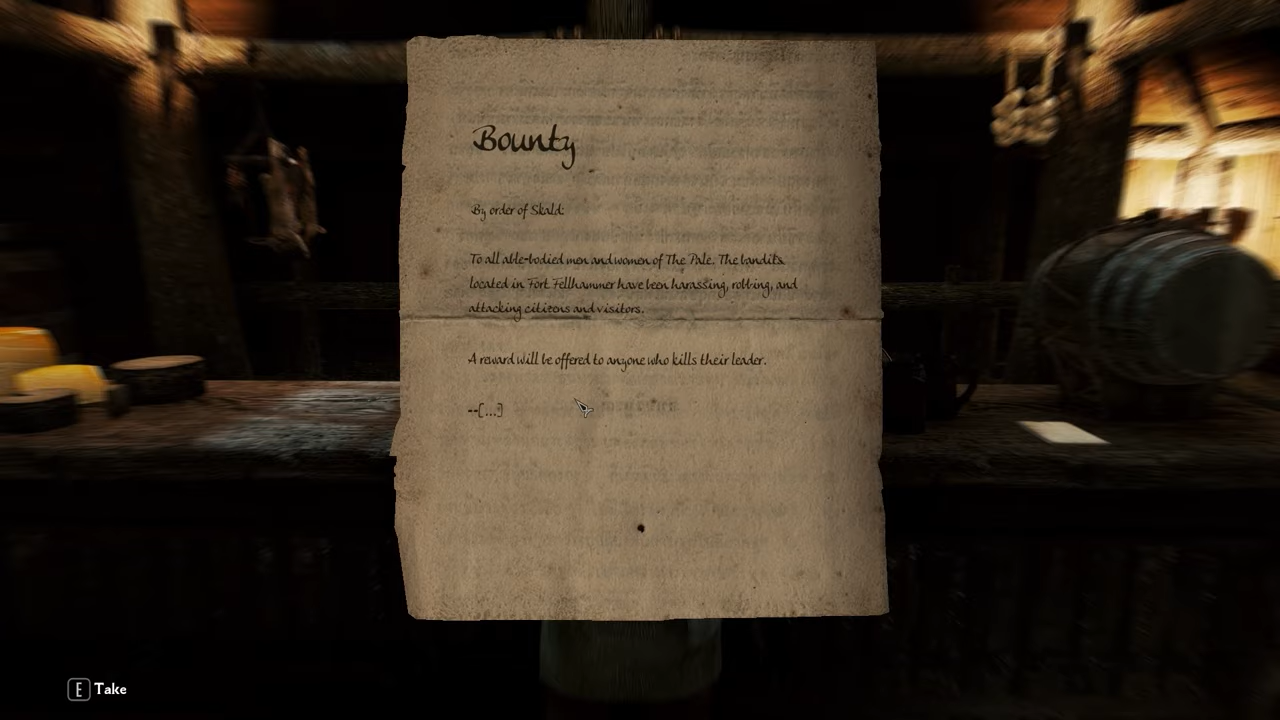 Bounty
By order of Skald:
To all able-bodied men and women of The Pale. The bandits
located in Fort Fellhammer have been harassing, robbing, and
attacking citizens and visitors.
A reward will be offered to anyone who kills their leader.
--[...]
E Take